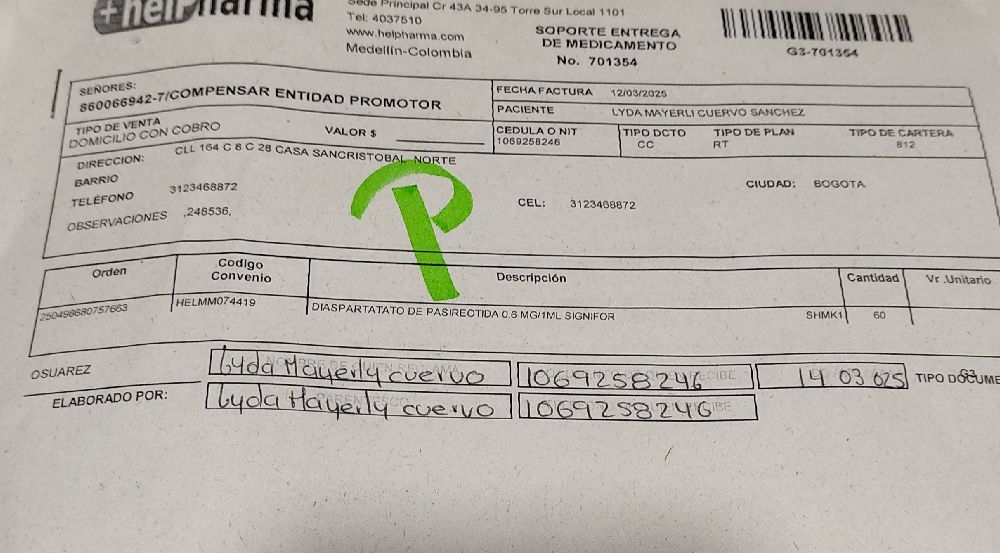 +helPharma
Sede Principal Cr 43A 34-95 Torre Sur Local 1101
Tel: 4037510
www.helpharma.com
Medellín-Colombia
SOPORTE ENTREGA
DE MEDICAMENTO
No. 701354
G3-701354
SEÑORES:
860066942-7/COMPENSAR ENTIDAD PROMOTOR
FECHA FACTURA 12/03/2025
PACIENTE LYDA MAYERLI CUERVO SANCHEZ
TIPO DE VENTA
DOMICILIO CON COBRO
VALOR $
CEDULA O NIT
1069258246
TIPO DCTO
CC
TIPO DE PLAN
RT
TIPO DE CARTERA
812
DIRECCION: CLL 164 C 8 C 28 CASA SANCRISTOBAL NORTE
BARRIO
CIUDAD: BOGOTA
TELÉFONO 3123468872
CEL: 3123468872
OBSERVACIONES ,248536,
P
Orden Codigo Convenio Descripción Cantidad Vr .Unitario
250498680757663 HELMM074419 DIASPARTATATO DE PASIRECTIDA 0.6 MG/1ML SIGNIFOR SHMK1 60
OSUAREZ
Lyda Mayerly cuervo 1069258246 14 03 025 TIPO DOCUME
ELABORADO POR:
Lyda Mayerly cuervo 1069258246